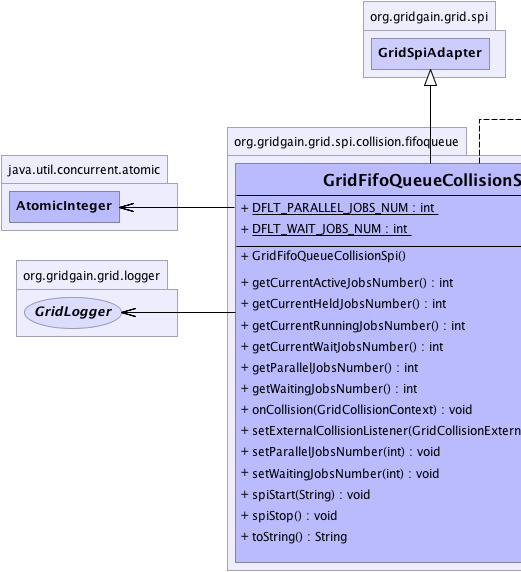 org.gridgain.grid.spi
GridSpiAdapter
org.gridgain.grid.spi.collision.fifoqueue
java.util.concurrent.atomic
GridFifoQueueCollisionS
AtomicInteger
+ DFLT_PARALLEL_JOBS_NUM : int
+ DFLT_WAIT_JOBS_NUM : int
+ GridFifoQueueCollisionSpi()
org.gridgain.grid.logger
GridLogger
+ getCurrentActiveJobsNumber() : int
+ getCurrentHeldJobsNumber() : int
+ getCurrentRunningJobsNumber() : int
+ getCurrentWaitJobsNumber() : int
+ getParallelJobsNumber() : int
+ getWaitingJobsNumber() : int
+ onCollision(GridCollisionContext) : void
+ setExternalCollisionListener(GridCollisionExtern
+ setParallelJobsNumber(int) : void
+ setWaitingJobsNumber(int) : void
+ spiStart(String) : void
+ spiStop() : void
+ toString() : String